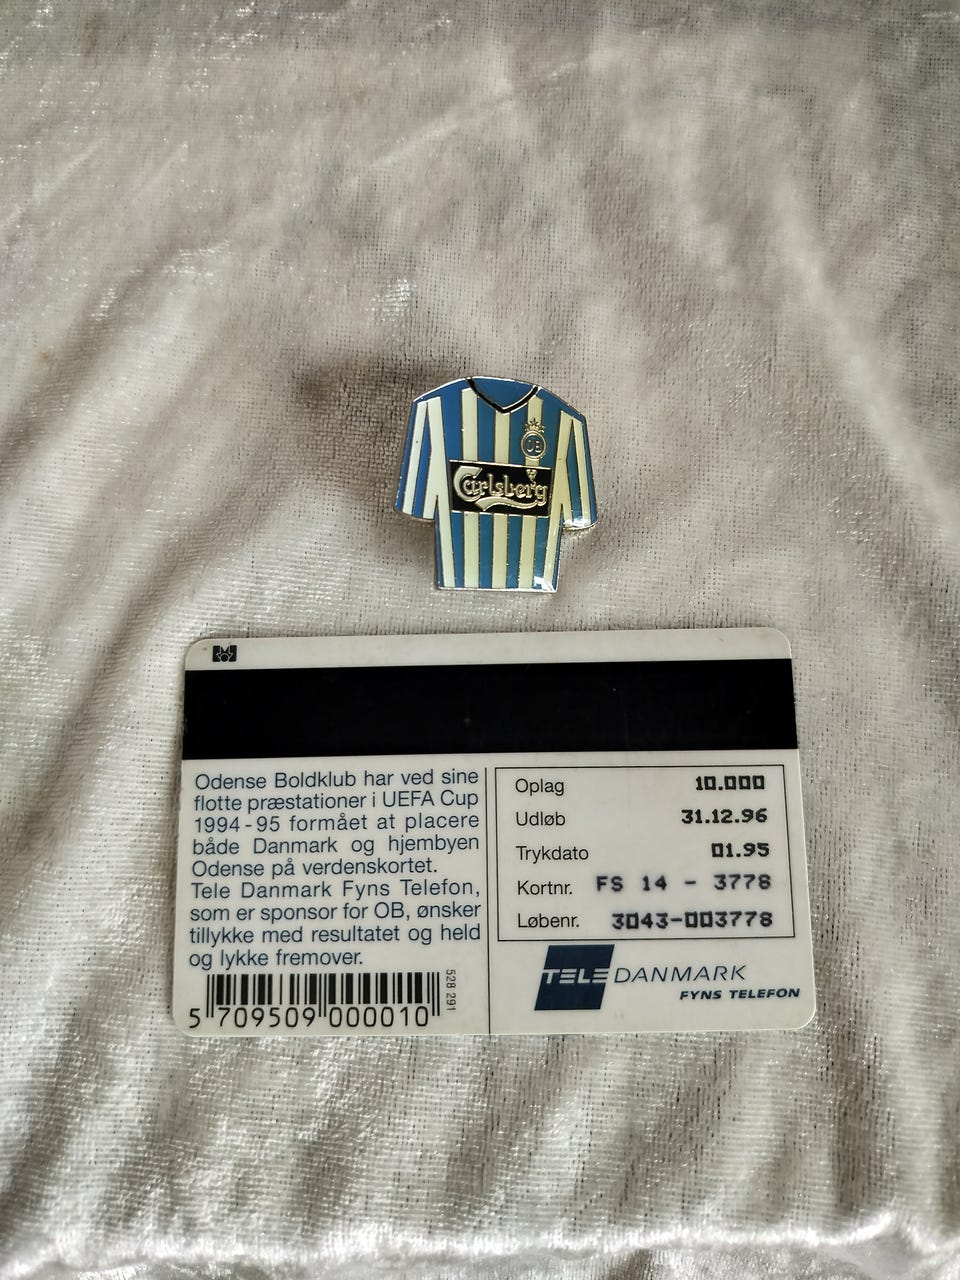 OB
Carlsberg
Odense Boldklub har ved sine
flotte præstationer i UEFA Cup
1994-95 formået at placere
både Danmark og hjembyen
Odense på verdenskortet.
Tele Danmark Fyns Telefon,
som er sponsor for OB, ønsker
tillykke med resultatet og held
og lykke fremover.
5 709509 000010
528 291
Oplag 10.000
Udløb 31.12.96
Trykdato 01.95
Kortnr. FS 14 - 3778
Løbenr. 3043-003778
TELE DANMARK
FYNS TELEFON